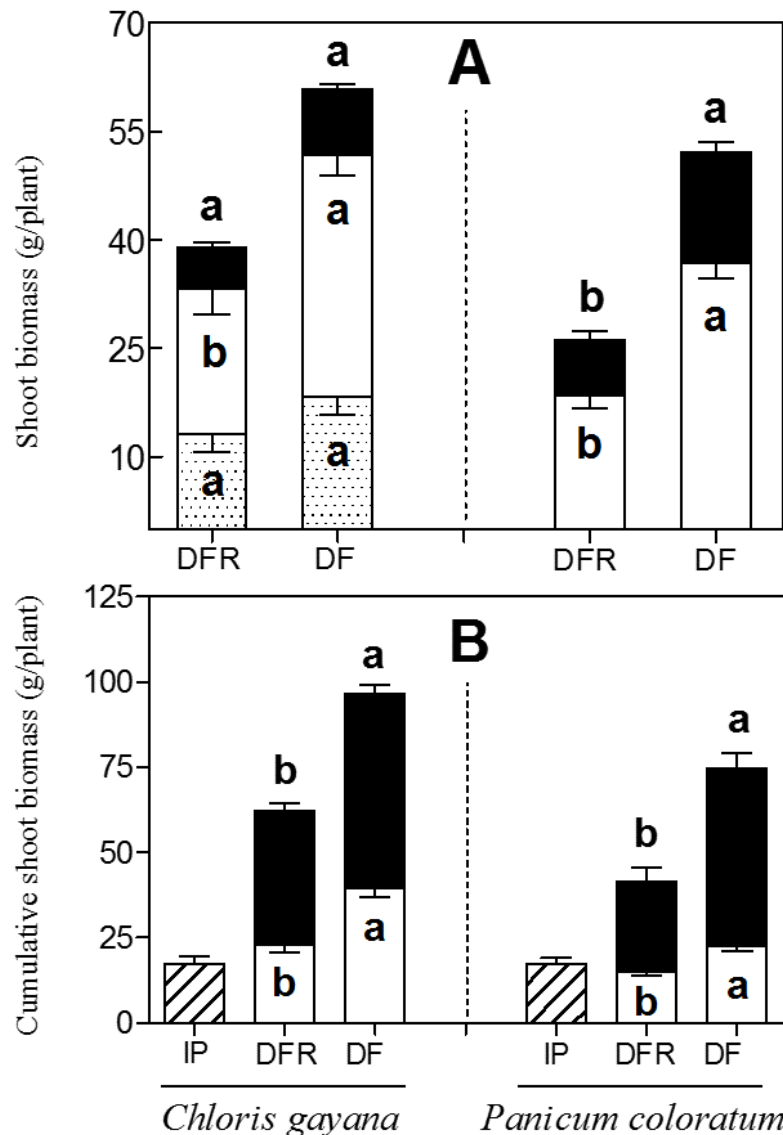 Shoot biomass (g/plant)
70
55
40
25
10
A
a
b
a
a
a
a
b
b
a
a
DFR
DF
DFR
DF
Cumulative shoot biomass (g/plant)
125
100
75
50
25
0
B
b
b
a
a
b
b
a
a
IP
DFR
DF
IP
DFR
DF
Chloris gayana
Panicum coloratum